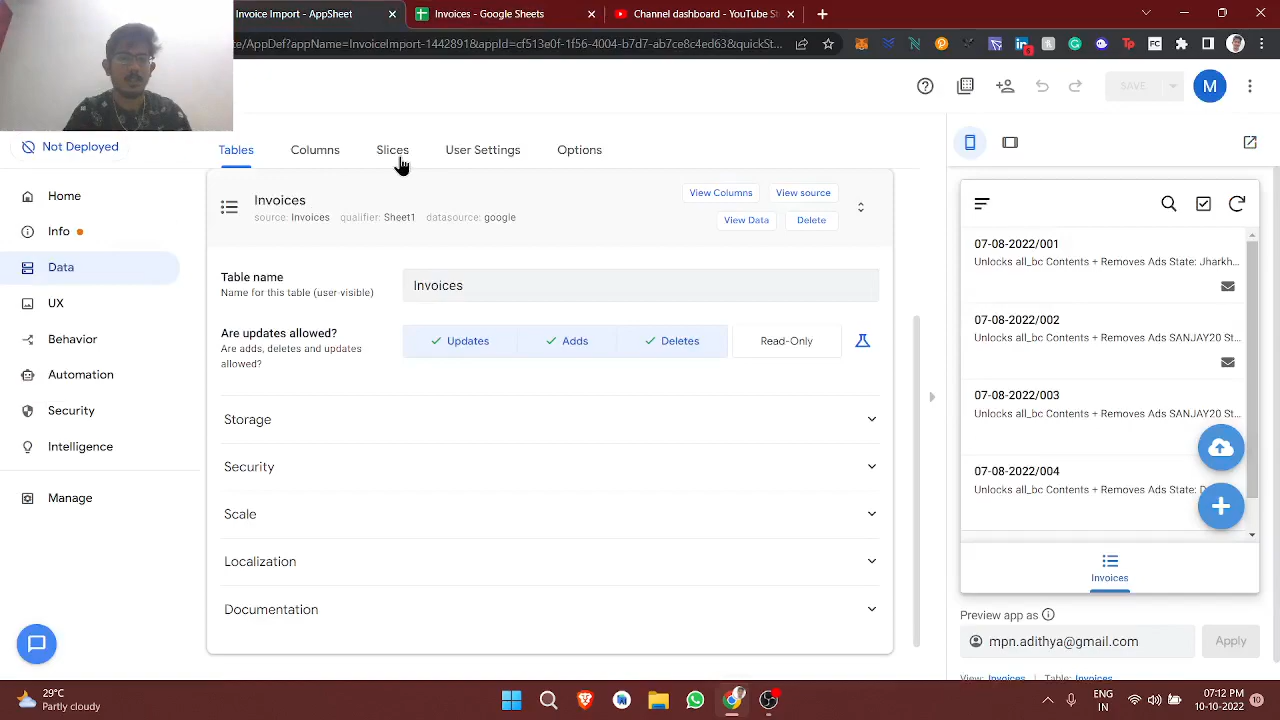 Invoice Import - AppSheet
Invoices - Google Sheets
Channel dashboard - YouTube St
te/AppDef?appName=InvoiceImport-1442891&appId=cf513e0f-1f56-4004-b7d7-ab7ce8c4ed63&quickSt...
SAVE
M
Not Deployed
Tables
Columns
Slices
User Settings
Options
Home
Info
Data
UX
Behavior
Automation
Security
Intelligence
Manage
Invoices
source: Invoices qualifier: Sheet1 datasource: google
View Columns
View source
View Data
Delete
Table name
Name for this table (user-visible)
Invoices
Are updates allowed?
Are adds, deletes and updates
allowed?
Updates
Adds
Deletes
Read-Only
Storage
Security
Scale
Localization
Documentation
07-08-2022/001
Unlocks all_bc Contents + Removes Ads State: Jharkh...
07-08-2022/002
Unlocks all_bc Contents + Removes Ads SANJAY20 St...
07-08-2022/003
Unlocks all_bc Contents + Removes Ads SANJAY20 St...
07-08-2022/004
Unlocks all_bc Contents + Removes Ads State: D
Invoices
Preview app as
mpn.adithya@gmail.com
Apply
View: Invoices Table: Invoices
29°C
Partly cloudy
ENG
IN
07:12 PM
10-10-2022